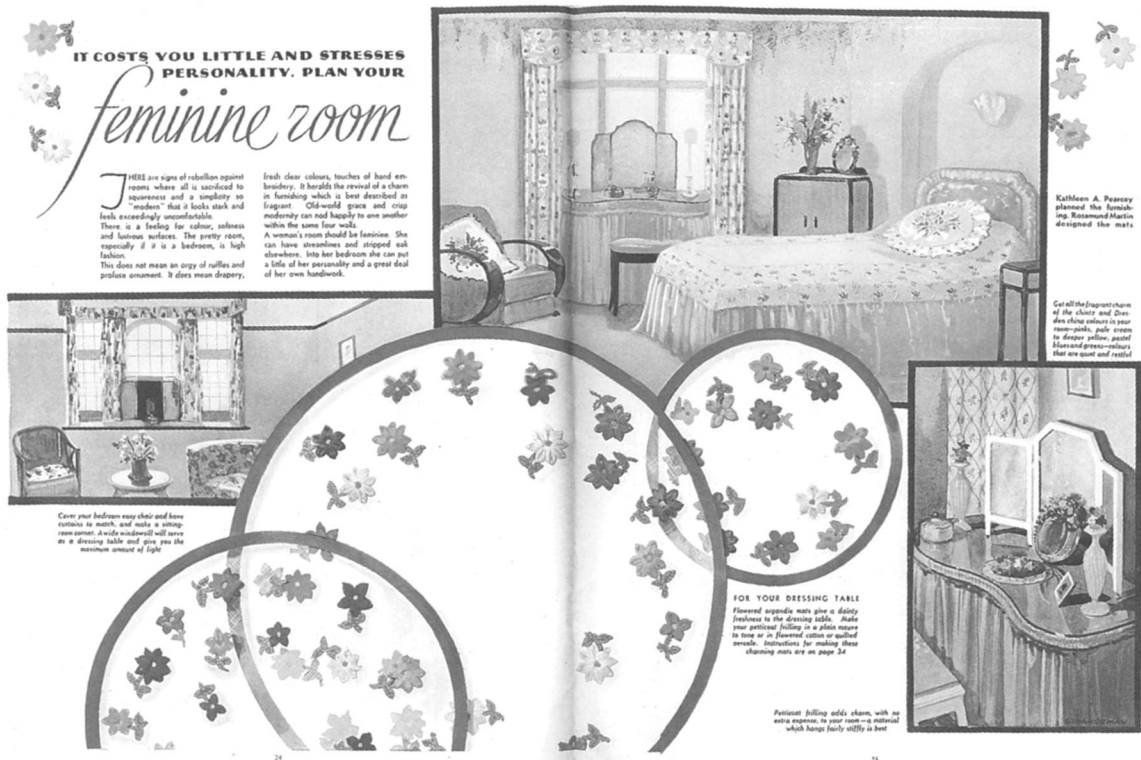 IT COSTS YOU LITTLE AND STRESSES
PERSONALITY. PLAN YOUR
feminine room
THERE are signs of rebellion against
rooms where all is sacrificed to
squareness and a simplicity so
"modern" that it looks stark and
feels exceedingly uncomfortable.
There is a feeling for colour, softness
and lustrous surfaces. The pretty room,
especially if it is a bedroom, is high
fashion.
This does not mean an orgy of ruffles and
profuse ornament. It does mean drapery,
fresh clear colours, touches of hand em-
broidery. It heralds the revival of a charm
in furnishing which is best described as
fragrant. Old-world grace and crisp
modernity can nod happily to one another
within the same four walls.
A woman's room should be feminine. She
can have streamlines and stripped oak
elsewhere. Into her bedroom she can put
a little of her personality and a great deal
of her own handiwork.
Kathleen A. Pearcey
planned the furnish-
ing. Rosamund Martin
designed the mats
Get all the fragrant charm
of the chintz and Dres-
den china colours in your
room—pinks, pale cream
to deeper yellow, pastel
blues and greens—colours
that are quiet and restful
Cover your bedroom easy chair and have
curtains to match, and make a sitting-
room corner. A wide windowsill will serve
as a dressing table and give you the
maximum amount of light
FOR YOUR DRESSING TABLE
Flowered organdie mats give a dainty
freshness to the dressing table. Make
your petticoat frilling in a plain
to tone or in flowered cotton or quilted
Instructions for making these
charming mats are on page 34
Petticoat frilling adds charm, with no
extra expense, to your room—a material
which hangs fairly stiffly is best
24